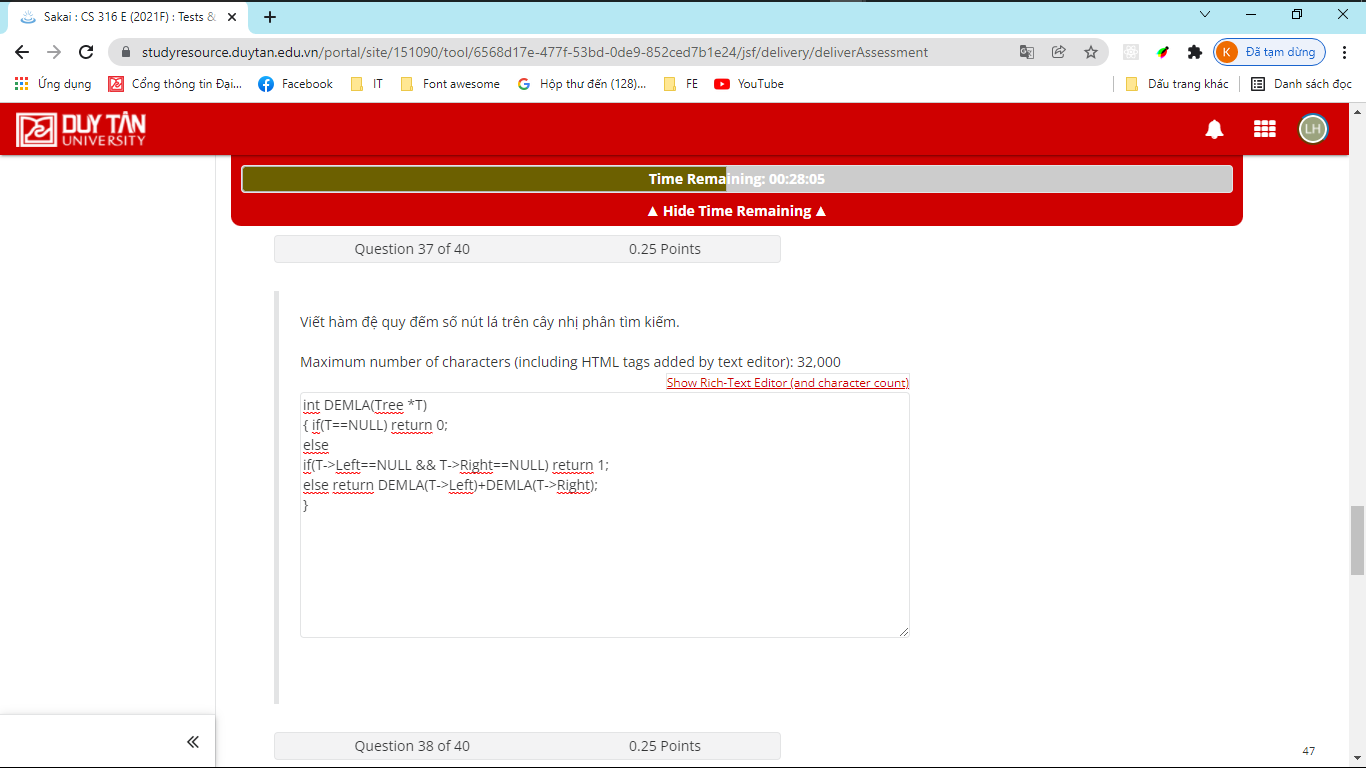 Sakai : CS 316 E (2021F) : Tests &
studyresource.duytan.edu.vn/portal/site/151090/tool/6568d17e-477f-53bd-0de9-852ced7b1e24/jsf/delivery/deliverAssessment
K Đã tạm dừng
Ứng dụng Cổng thông tin Đại... Facebook IT Font awesome Hộp thư đến (128)... FE YouTube Dấu trang khác Danh sách đọc
DUY TÂN
UNIVERSITY
LH
Time Remaining: 00:28:05
▲ Hide Time Remaining ▲
Question 37 of 40 0.25 Points
Viết hàm đệ quy đếm số nút lá trên cây nhị phân tìm kiếm.
Maximum number of characters (including HTML tags added by text editor): 32,000
Show Rich-Text Editor (and character count)
int DEMLA(Tree *T)
{ if(T==NULL) return 0;
else
if(T->Left==NULL && T->Right==NULL) return 1;
else return DEMLA(T->Left)+DEMLA(T->Right);
}
Question 38 of 40 0.25 Points
47